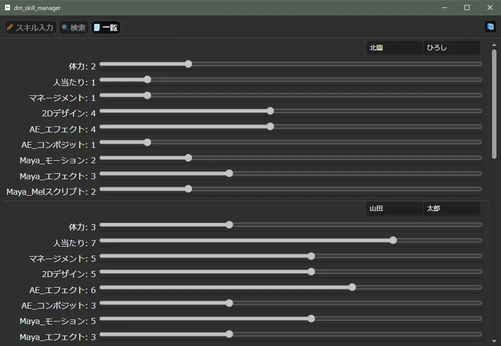 dm_skill_manager
スキル入力 検索 一覧
北園 ひろし
体力: 2
人当たり: 1
マネージメント: 1
2Dデザイン: 4
AE_エフェクト: 4
AE_コンポジット: 1
Maya_モーション: 2
Maya_エフェクト: 3
Maya_Melスクリプト: 2
山田 太郎
体力: 3
人当たり: 7
マネージメント: 5
2Dデザイン: 5
AE_エフェクト: 6
AE_コンポジット: 3
Maya_モーション: 5
Maya_エフェクト: 3